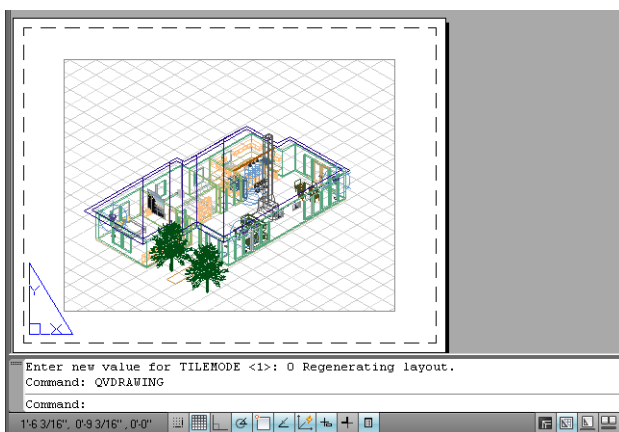 Y
X
Enter new value for TILEMODE <1>: 0 Regenerating layout.
Command: QVDRAWING
Command:
1'-6 3/16", 0'-9 3/16" , 0'-0"